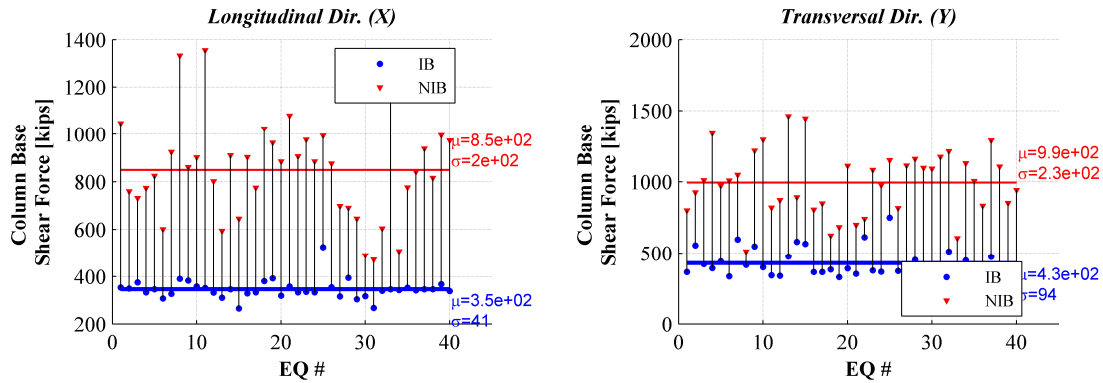 Longitudinal Dir. (X)
Column Base
Shear Force [kips]
1400
1200
1000
800
600
400
200
0
10
20
30
40
EQ #
IB
NIB
μ=8.5e+02
σ=2e+02
μ=3.5e+02
σ=41
Transversal Dir. (Y)
Column Base
Shear Force [kips]
2000
1500
1000
500
0
0
10
20
30
40
EQ #
IB
NIB
μ=9.9e+02
σ=2.3e+02
μ=4.3e+02
σ=94